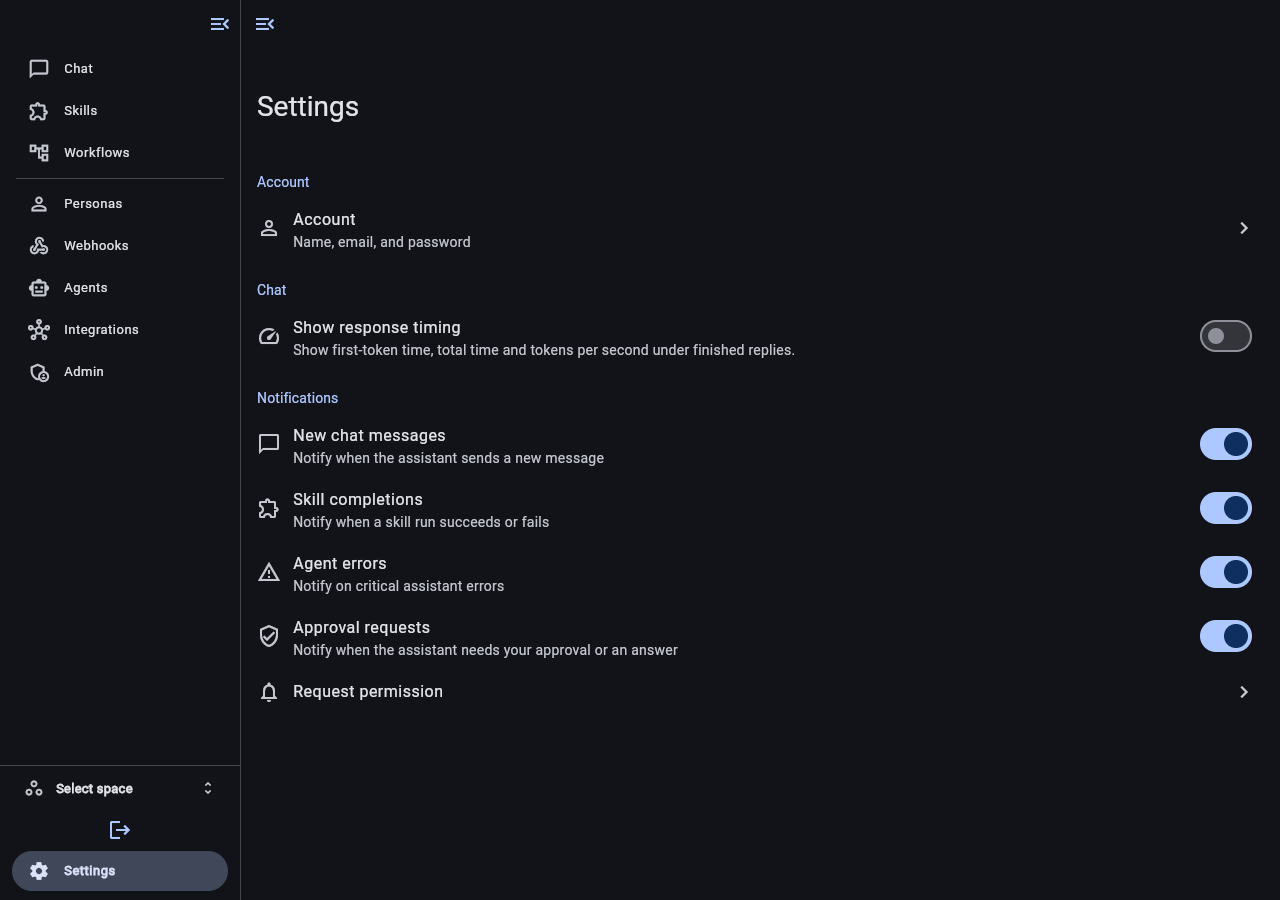 Chat
Skills
Workflows
Personas
Webhooks
Agents
Integrations
Admin
Select space
Settings
Settings
Account
Account
Name, email, and password
Chat
Show response timing
Show first-token time, total time and tokens per second under finished replies.
Notifications
New chat messages
Notify when the assistant sends a new message
Skill completions
Notify when a skill run succeeds or fails
Agent errors
Notify on critical assistant errors
Approval requests
Notify when the assistant needs your approval or an answer
Request permission